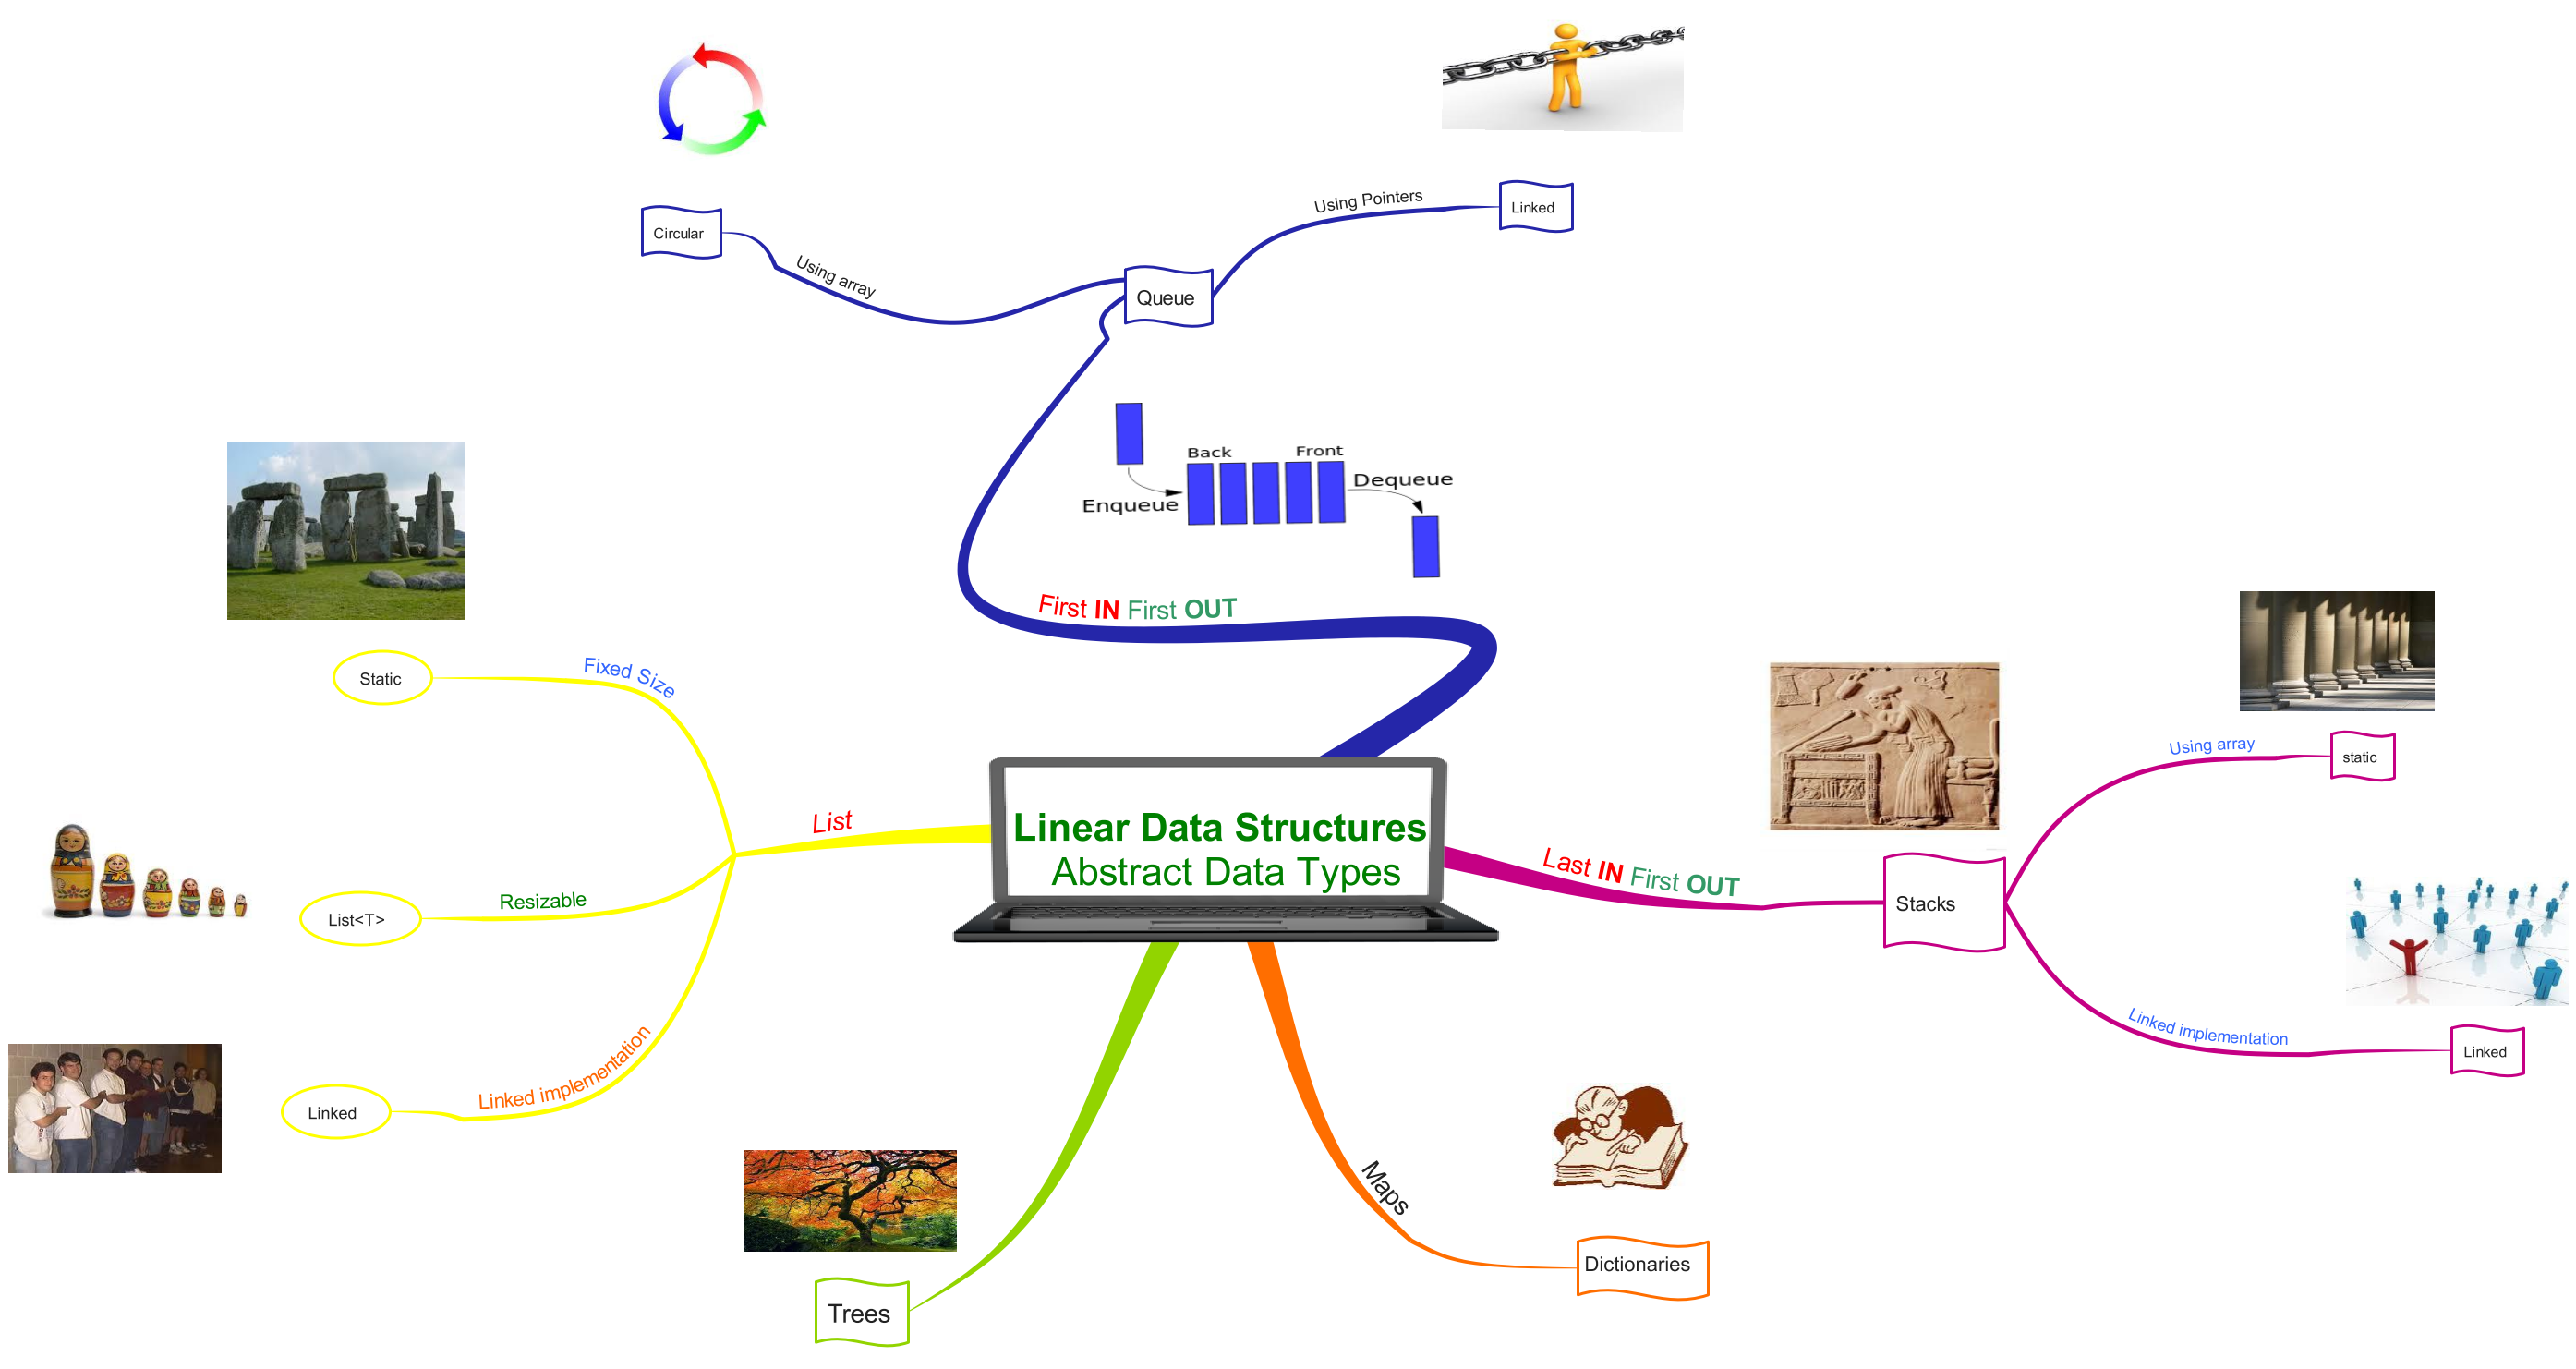 Using Pointers
Linked
Circular
Using array
Queue
Back
Front
Enqueue
Dequeue
First IN First OUT
Fixed Size
Static
List
Resizable
List<T>
Linked implementation
Linked
Linear Data Structures
Abstract Data Types
Last IN First OUT
Stacks
Using array
static
Linked implementation
Linked
Maps
Dictionaries
Trees